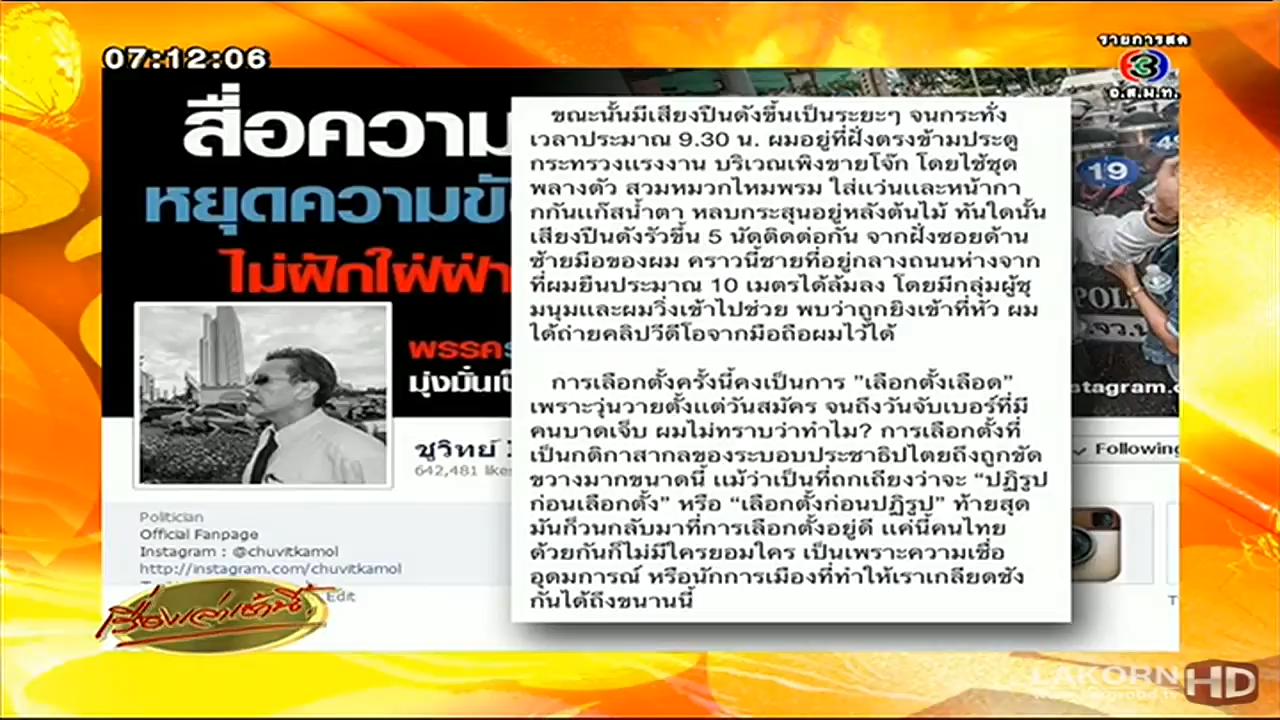 07:12:06
รายการสด
3
อ.ส.ม.ท.
สื่อความ
หยุดความขั
ไม่ฝักใฝ่ฝ่า
พรรค
มุ่งมั่นเป็
ขณะนั้นมีเสียงปืนดังขึ้นเป็นระยะๆ จนกระทั่ง
เวลาประมาณ 9.30 น. ผมอยู่ที่ฝั่งตรงข้ามประตู
กระทรวงแรงงาน บริเวณเพิงขายโจ๊ก โดยใช้ชุด
พลางตัว สวมหมวกไหมพรม ใส่แว่นและหน้ากา
กกันแก๊สน้ำตา หลบกระสุนอยู่หลังต้นไม้ ทันใดนั้น
เสียงปืนดังรัวขึ้น 5 นัดติดต่อกัน จากฝั่งซอยด้าน
ซ้ายมือของผม คราวนี้ชายที่อยู่กลางถนนห่างจาก
ที่ผมยืนประมาณ 10 เมตรได้ล้มลง โดยมีกลุ่มผู้ชุ
มนุมและผมวิ่งเข้าไปช่วย พบว่าถูกยิงเข้าที่หัว ผม
ได้ถ่ายคลิปวีดีโอจากมือถือผมไว้ได้
การเลือกตั้งครั้งนี้คงเป็นการ "เลือกตั้งเลือด"
เพราะวุ่นวายตั้งแต่วันสมัคร จนถึงวันจับเบอร์ที่มี
คนบาดเจ็บ ผมไม่ทราบว่าทำไม? การเลือกตั้งที่
เป็นกติกาสากลของระบอบประชาธิปไตยถึงถูกขัด
ขวางมากขนาดนี้ แม้ว่าเป็นที่ถกเถียงว่าจะ "ปฏิรูป
ก่อนเลือกตั้ง" หรือ "เลือกตั้งก่อนปฏิรูป" ท้ายสุด
มันก็วนกลับมาที่การเลือกตั้งอยู่ดี แค่นี้คนไทย
ด้วยกันก็ไม่มีใครยอมใคร เป็นเพราะความเชื่อ
อุดมการณ์ หรือนักการเมืองที่ทำให้เราเกลียดชัง
กันได้ถึงขนานนี้
19
49
POLI
จว.น
stagram.c
ชูวิทย์
642,481 likes
Following
Politician
Official Fanpage
Instagram : @chuvitkamol
http://instagram.com/chuvitkamol
Edit
เรื่องเล่าเช้านี้
LAKORN HD